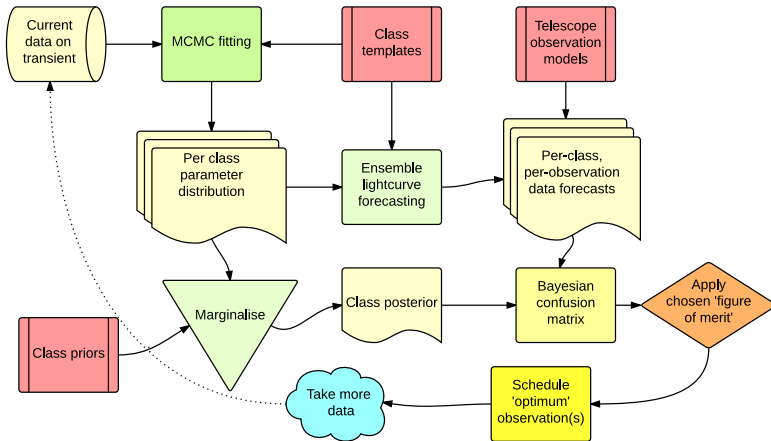 Current
data on
transient
MCMC fitting
Class
templates
Telescope
observation
models
Per class
parameter
distribution
Ensemble
lightcurve
forecasting
Per-class,
per-observation
data forecasts
Marginalise
Class posterior
Bayesian
confusion
matrix
Apply
chosen 'figure
of merit'
Class priors
Take more
data
Schedule
'optimum'
observation(s)